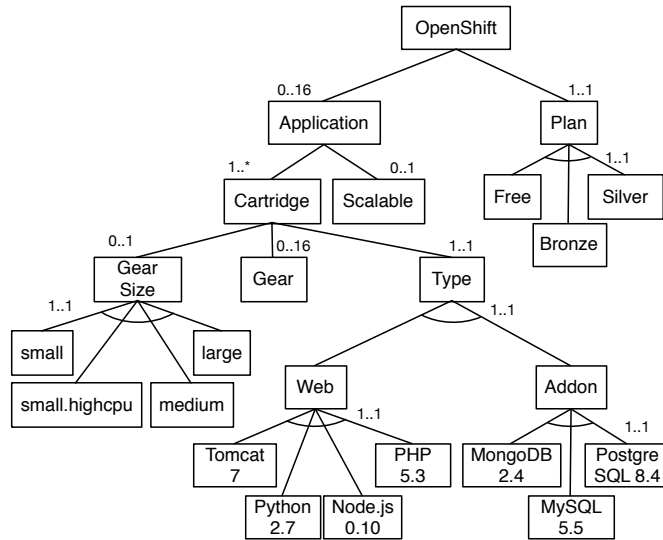 OpenShift
0..16
1..1
Application
Plan
1..*
0..1
1..1
Cartridge
Scalable
Free
Silver
Bronze
0..1
0..16
1..1
Gear
Size
Gear
Type
1..1
1..1
small
large
small.highcpu
medium
Web
Addon
1..1
1..1
Tomcat
7
PHP
5.3
MongoDB
2.4
Postgre
SQL 8.4
Python
2.7
Node.js
0.10
MySQL
5.5